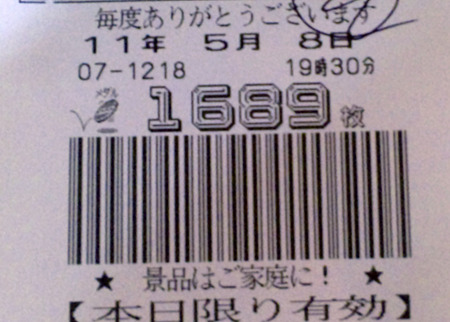 毎度ありがとうございます
11年 5月 8日
07-1218 19時30分
メダル 1689枚
★ 景品はご家庭に! ★
【本日限り有効】